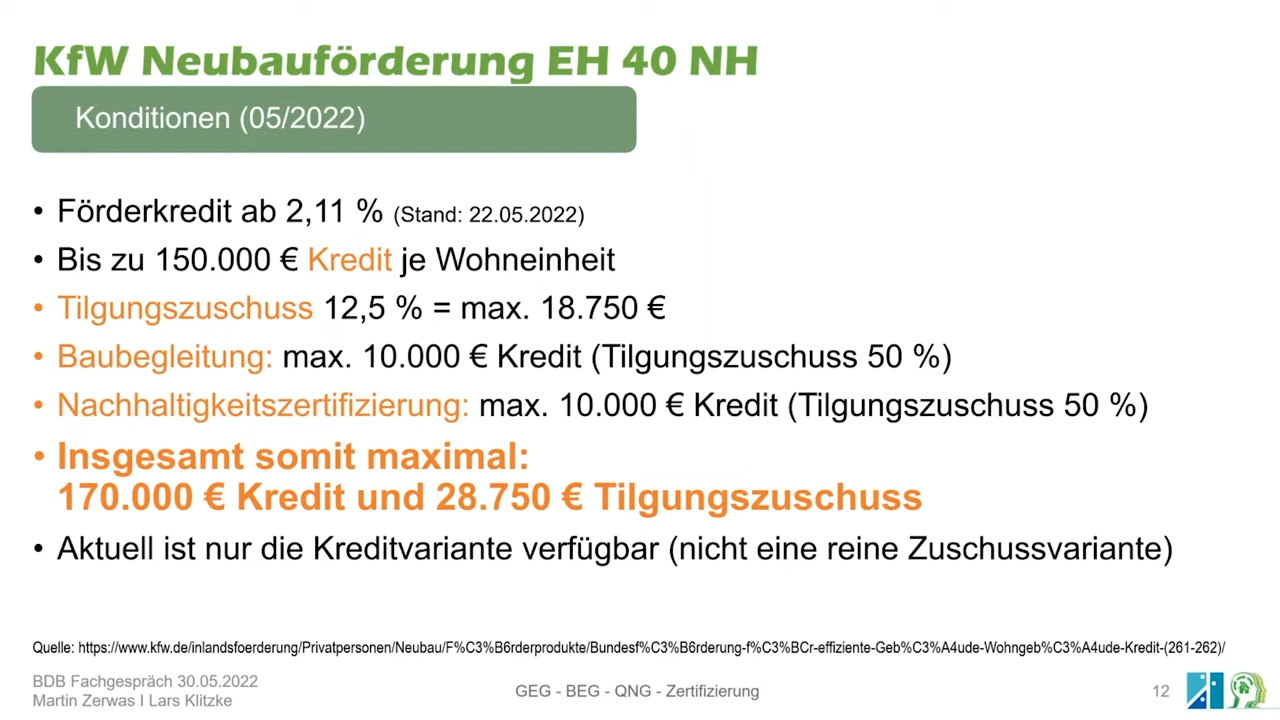 KfW Neubauförderung EH 40 NH
Konditionen (05/2022)
• Förderkredit ab 2,11 % (Stand: 22.05.2022)
• Bis zu 150.000 € Kredit je Wohneinheit
• Tilgungszuschuss 12,5 % = max. 18.750 €
• Baubegleitung: max. 10.000 € Kredit (Tilgungszuschuss 50 %)
• Nachhaltigkeitszertifizierung: max. 10.000 € Kredit (Tilgungszuschuss 50 %)
• Insgesamt somit maximal:
170.000 € Kredit und 28.750 € Tilgungszuschuss
• Aktuell ist nur die Kreditvariante verfügbar (nicht eine reine Zuschussvariante)
Quelle: https://www.kfw.de/inlandsfoerderung/Privatpersonen/Neubau/F%C3%B6rderprodukte/Bundesf%C3%B6rderung-f%C3%BCr-effiziente-Geb%C3%A4ude-Wohngeb%C3%A4ude-Kredit-(261-262)/
BDB Fachgespräch 30.05.2022
Martin Zerwas I Lars Klitzke
GEG - BEG - QNG - Zertifizierung
12